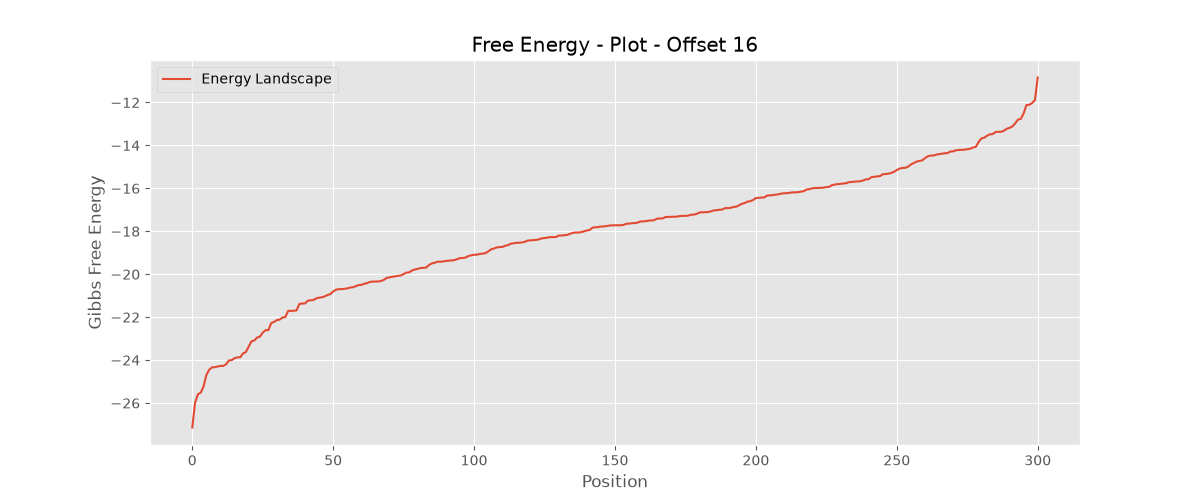 Free Energy - Plot - Offset 16
Energy Landscape
Gibbs Free Energy
−12
−14
−16
−18
−20
−22
−24
−26
0 50 100 150 200 250 300
Position